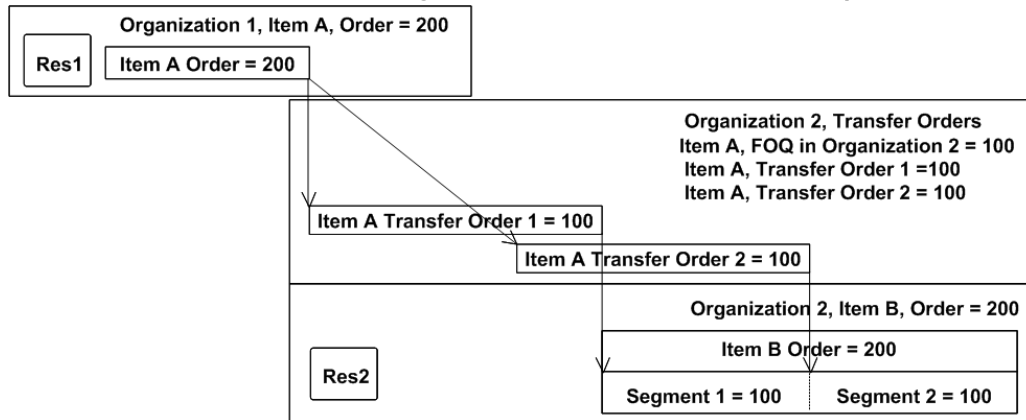 Organization 1, Item A, Order = 200
Res1
Item A Order = 200
Organization 2, Transfer Orders
Item A, FOQ in Organization 2 = 100
Item A, Transfer Order 1 =100
Item A, Transfer Order 2 = 100
Item A Transfer Order 1 = 100
Item A Transfer Order 2 = 100
Organization 2, Item B, Order = 200
Item B Order = 200
Res2
Segment 1 = 100
Segment 2 = 100